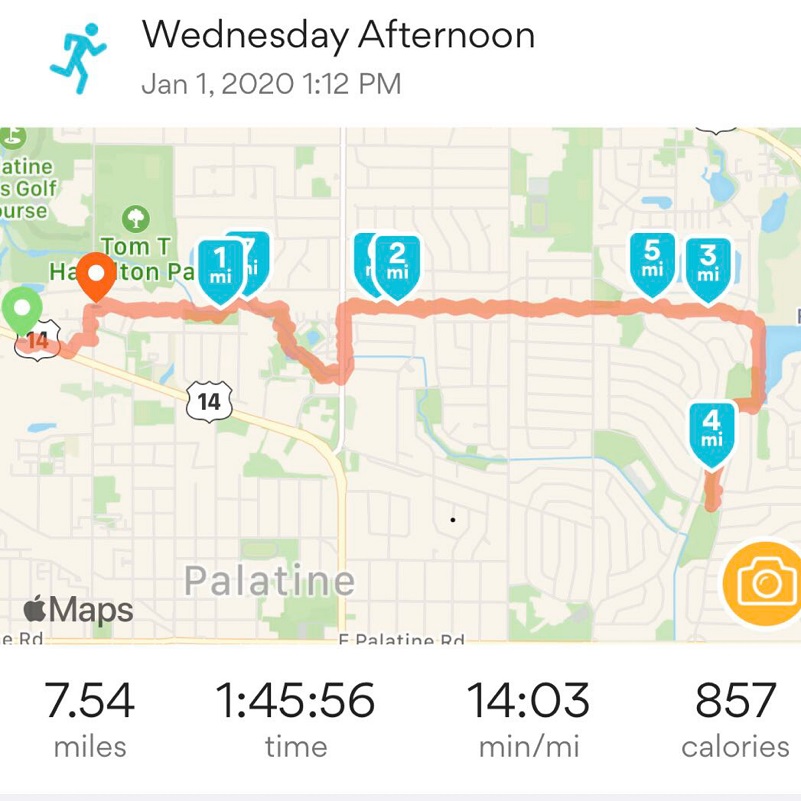 Wednesday Afternoon
Jan 1, 2020 1:12 PM
atine
s Golf
ourse
Tom T
Ha lton Pa
1
mi
7
mi
mi
2
mi
5
mi
3
mi
14
14
4
mi
Palatine
Maps
e Rd
E Palatine Rd
7.54
1:45:56
14:03
857
miles
time
min/mi
calories